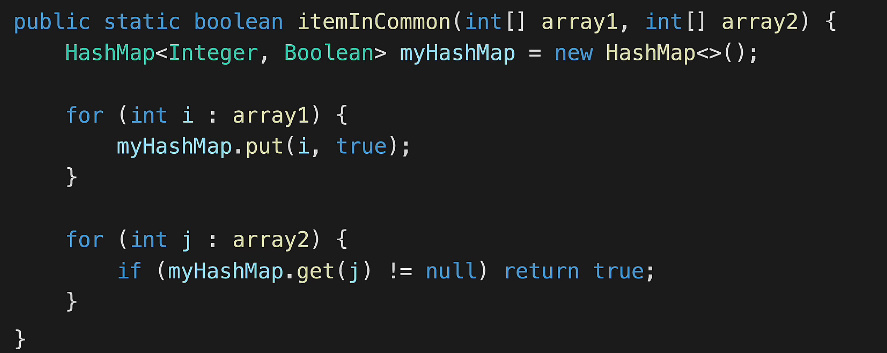 public static boolean itemInCommon(int[] array1, int[] array2) {
    HashMap<Integer, Boolean> myHashMap = new HashMap<>();

    for (int i : array1) {
        myHashMap.put(i, true);
    }

    for (int j : array2) {
        if (myHashMap.get(j) != null) return true;
    }
}